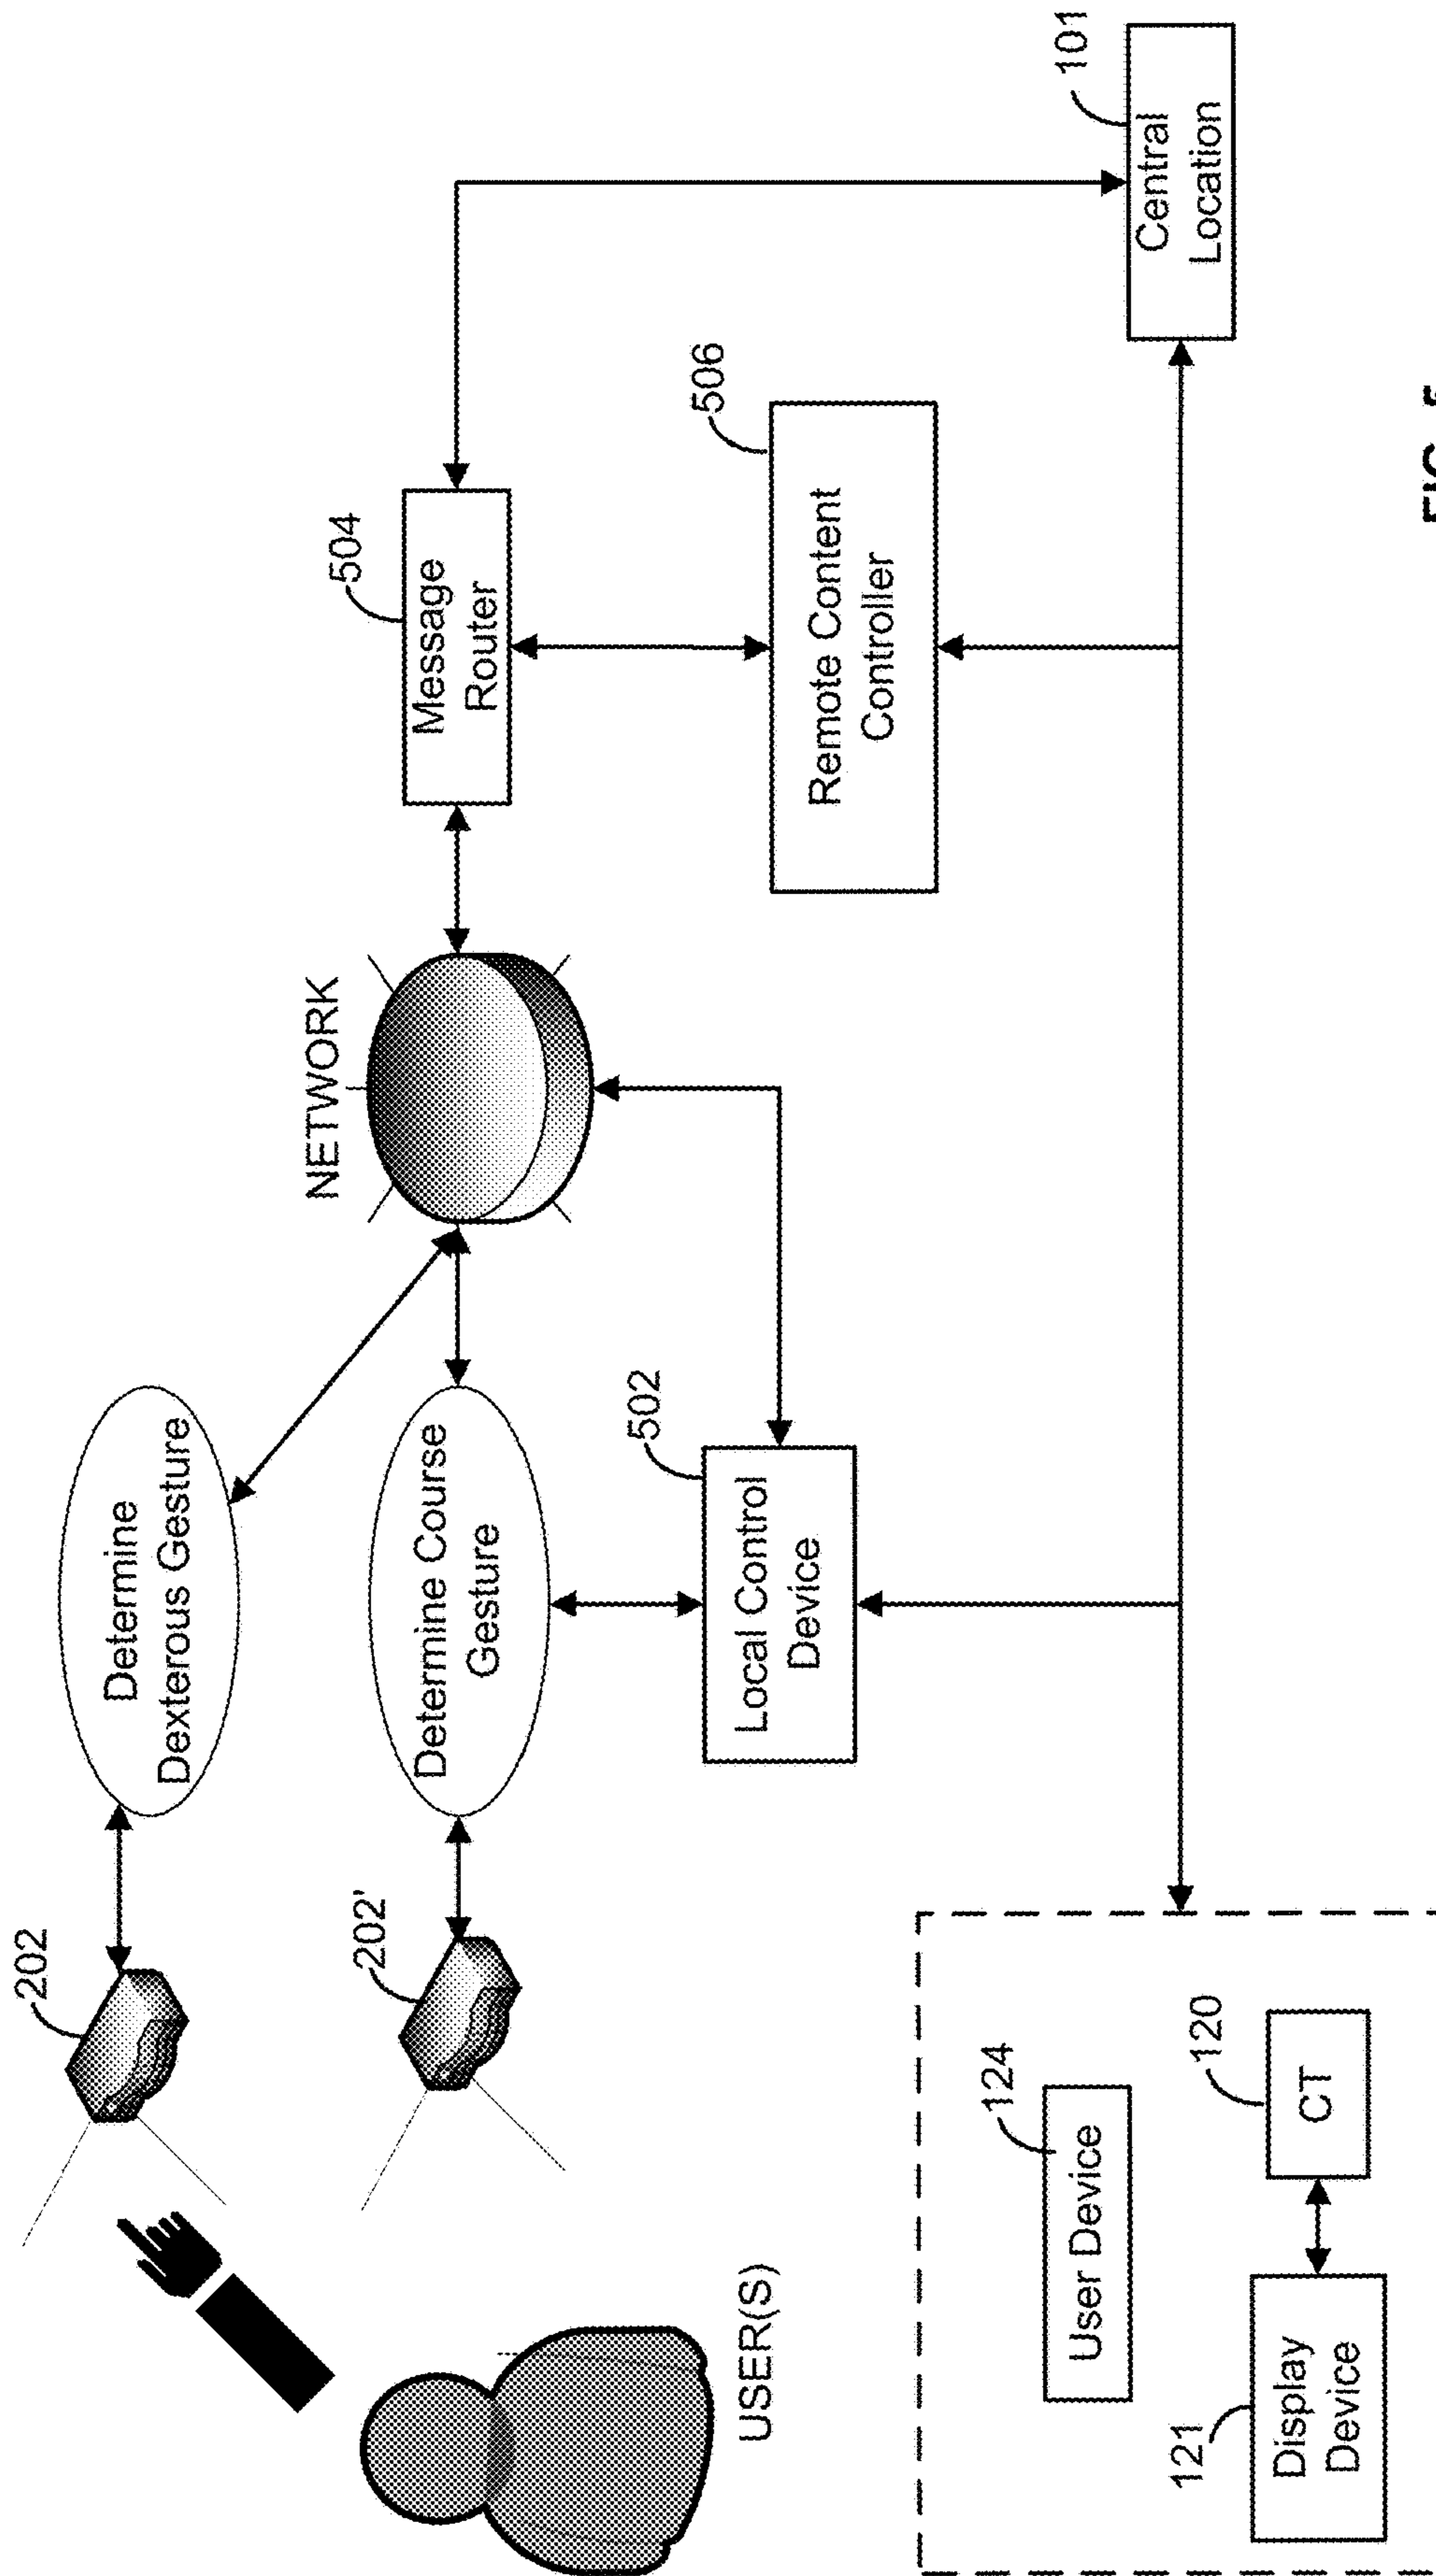 202
Determine
Dexterous Gesture
202'
Determine Course
Gesture
NETWORK
504
Message
Router
506
Remote Content
Controller
101
Central
Location
502
Local Control
Device
USER(S)
124
User Device
120
CT
121
Display
Device